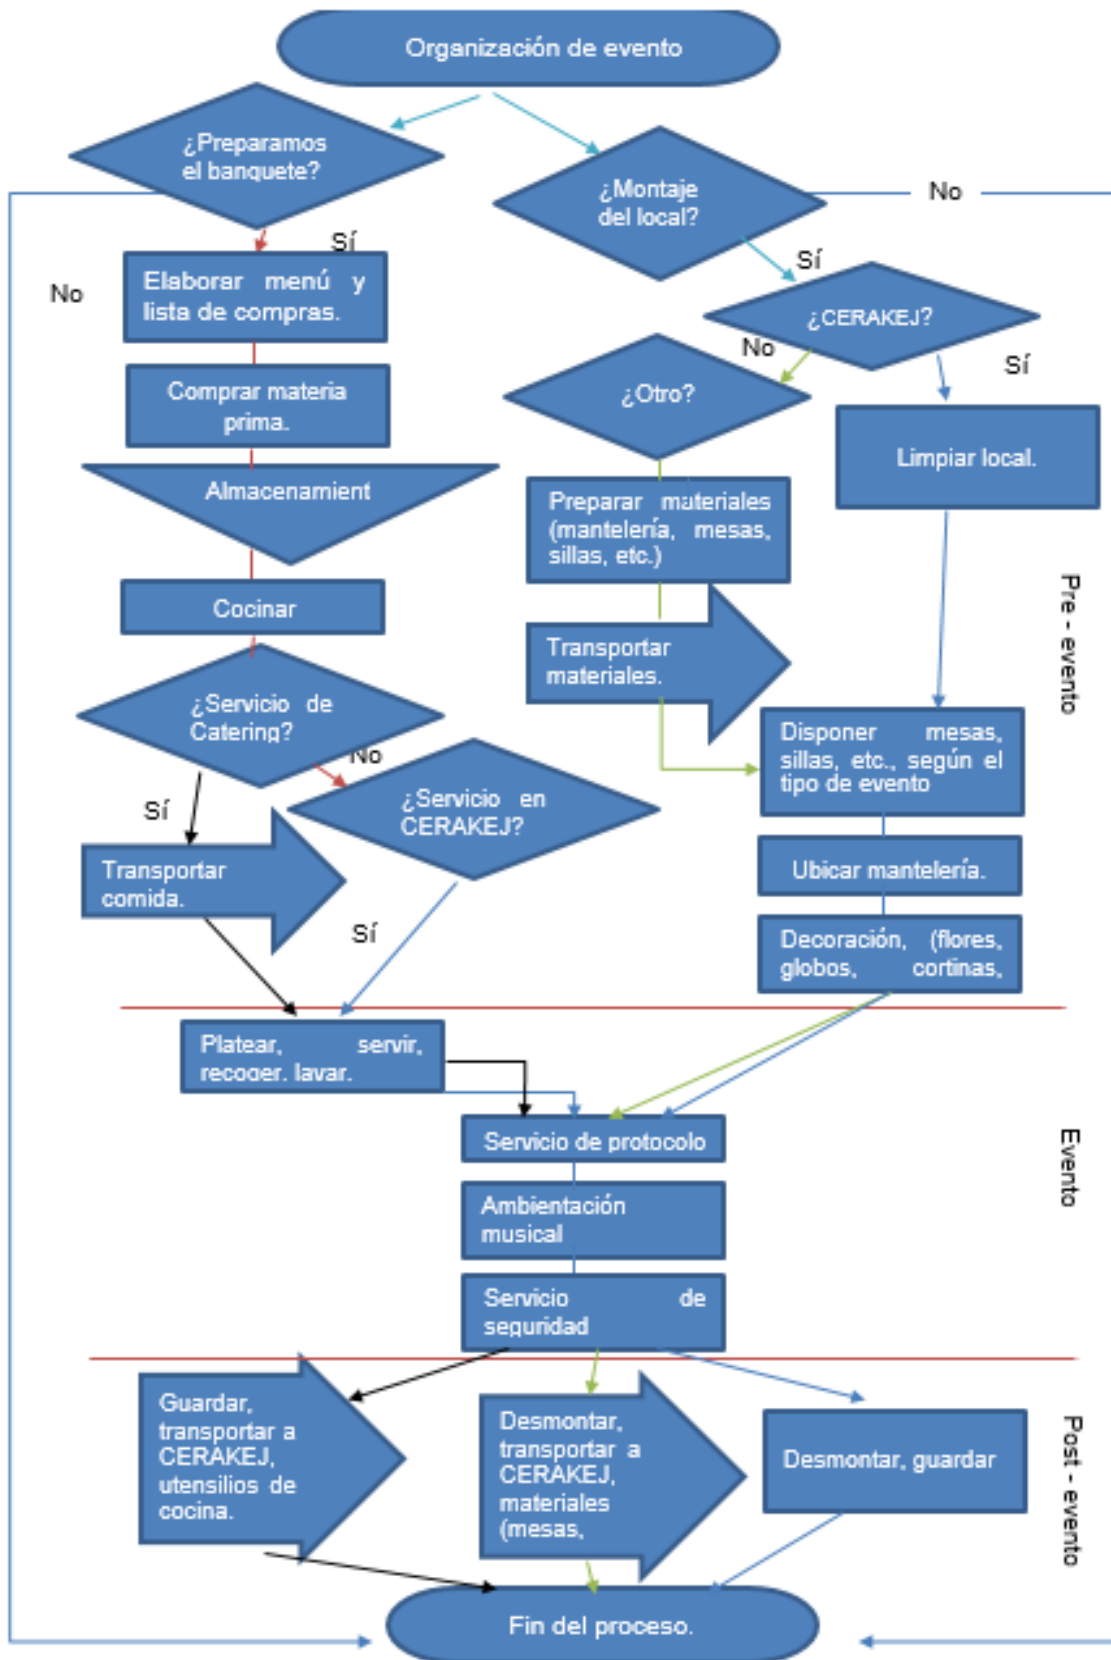 Organización de evento
¿Preparamos
el banquete?
¿Montaje
del local?
No
Sí
Sí
No
Elaborar menú y
lista de compras.
¿CERAKEJ?
No
Sí
Comprar materia
prima.
¿Otro?
Limpiar local.
Almacenamient
Preparar materiales
(mantelería, mesas,
sillas, etc.)
Cocinar
Pre - evento
Transportar
materiales.
¿Servicio de
Catering?
No
Disponer mesas,
sillas, etc., según el
tipo de evento
Sí
¿Servicio en
CERAKEJ?
Transportar
comida.
Ubicar mantelería.
Sí
Decoración, (flores,
globos, cortinas,
Platear, servir,
recoger, lavar.
Servicio de protocolo
Evento
Ambientación
musical
Servicio de
seguridad
Guardar,
transportar a
CERAKEJ,
utensilios de
cocina.
Desmontar,
transportar a
CERAKEJ,
materiales
(mesas,
Desmontar, guardar
Post - evento
Fin del proceso.